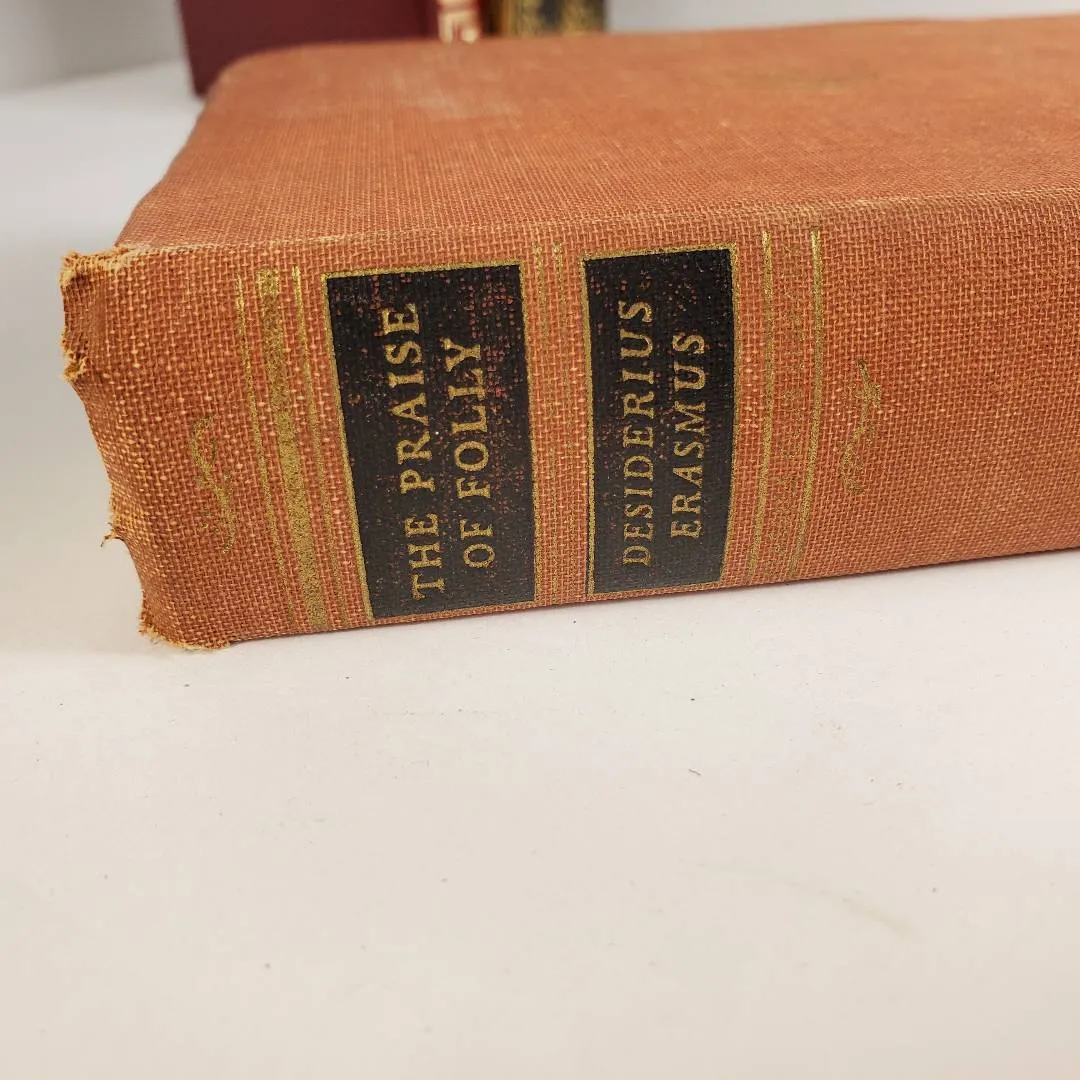 THE PRAISE
OF FOLLY
DESIDERIUS
ERASMUS